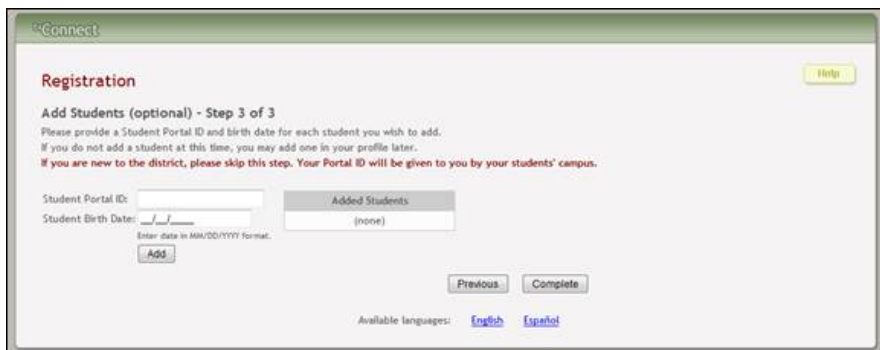 txConnect
Help
Registration
Add Students (optional) - Step 3 of 3
Please provide a Student Portal ID and birth date for each student you wish to add.
If you do not add a student at this time, you may add one in your profile later.
If you are new to the district, please skip this step. Your Portal ID will be given to you by your students' campus.
Student Portal ID:
Added Students
Student Birth Date: __/__/____
(none)
Enter date in MM/DD/YYYY format.
Add
Previous Complete
Available languages: English Español